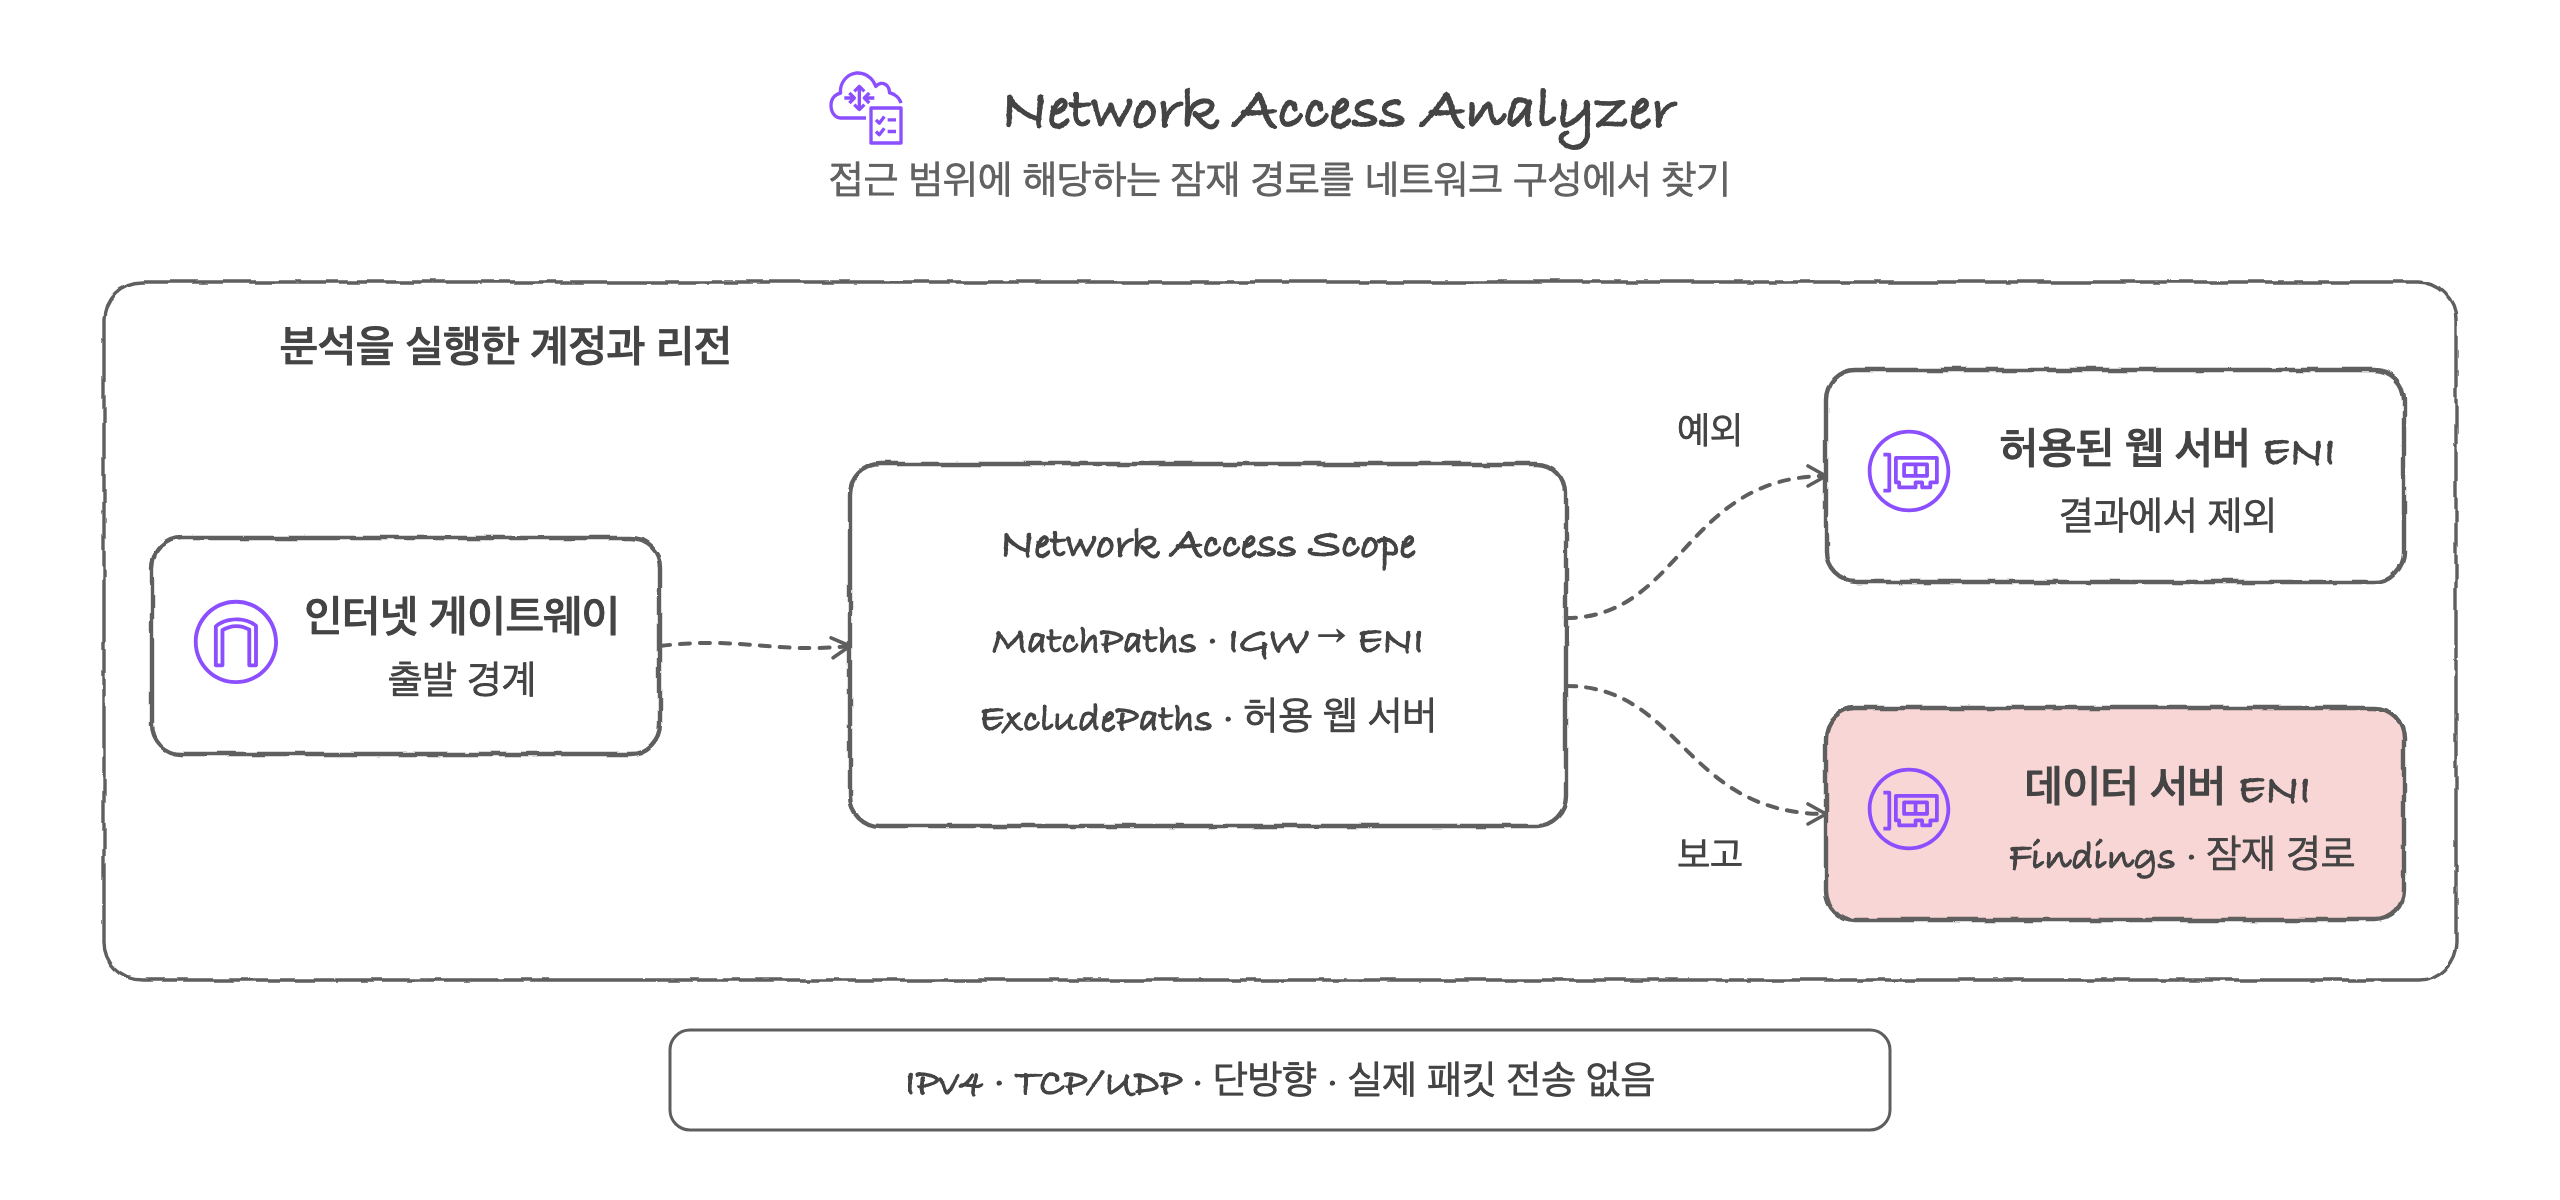 Network Access Analyzer
접근 범위에 해당하는 잠재 경로를 네트워크 구성에서 찾기
분석을 실행한 계정과 리전
인터넷 게이트웨이
출발 경계
Network Access Scope
MatchPaths · IGW → ENI
ExcludePaths · 허용 웹 서버
예외
허용된 웹 서버 ENI
결과에서 제외
보고
데이터 서버 ENI
Findings · 잠재 경로
IPv4 · TCP/UDP · 단방향 · 실제 패킷 전송 없음